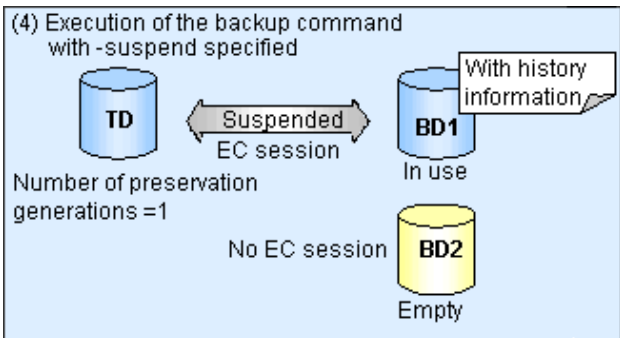 (4) Execution of the backup command
with -suspend specified
With history
information
TD
Suspended
BD1
EC session
In use
Number of preservation
generations =1
No EC session
BD2
Empty